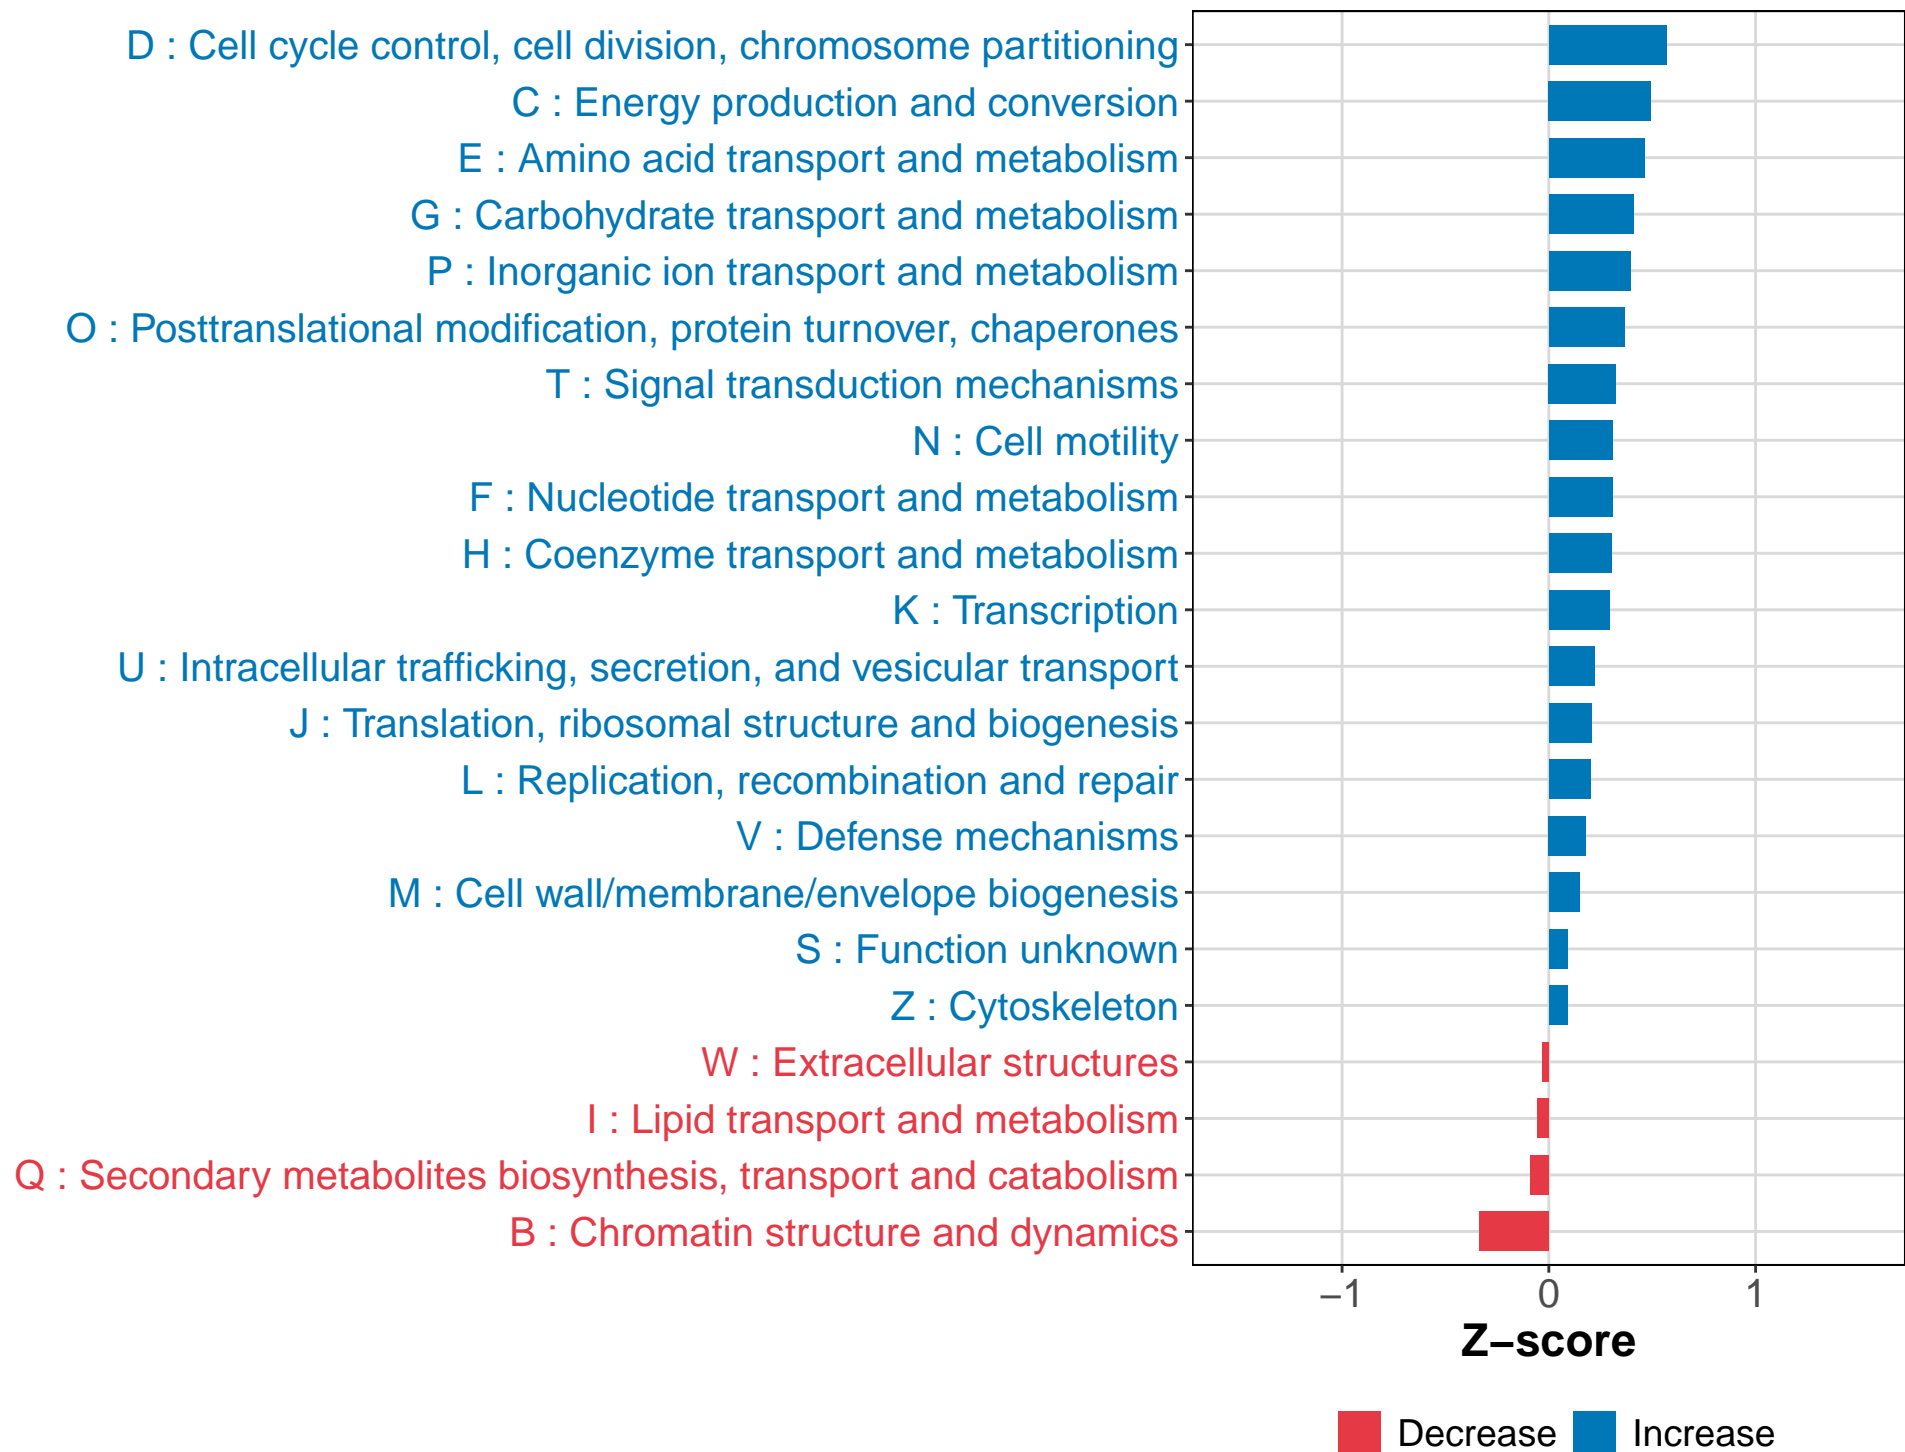 D : Cell cycle control, cell division, chromosome partitioning
C : Energy production and conversion
E : Amino acid transport and metabolism
G : Carbohydrate transport and metabolism
P : Inorganic ion transport and metabolism
O : Posttranslational modification, protein turnover, chaperones
T : Signal transduction mechanisms
N : Cell motility
F : Nucleotide transport and metabolism
H : Coenzyme transport and metabolism
K : Transcription
U : Intracellular trafficking, secretion, and vesicular transport
J : Translation, ribosomal structure and biogenesis
L : Replication, recombination and repair
V : Defense mechanisms
M : Cell wall/membrane/envelope biogenesis
S : Function unknown
Z : Cytoskeleton
W : Extracellular structures
I : Lipid transport and metabolism
Q : Secondary metabolites biosynthesis, transport and catabolism
B : Chromatin structure and dynamics
−1 0 1
Z−score
Decrease Increase